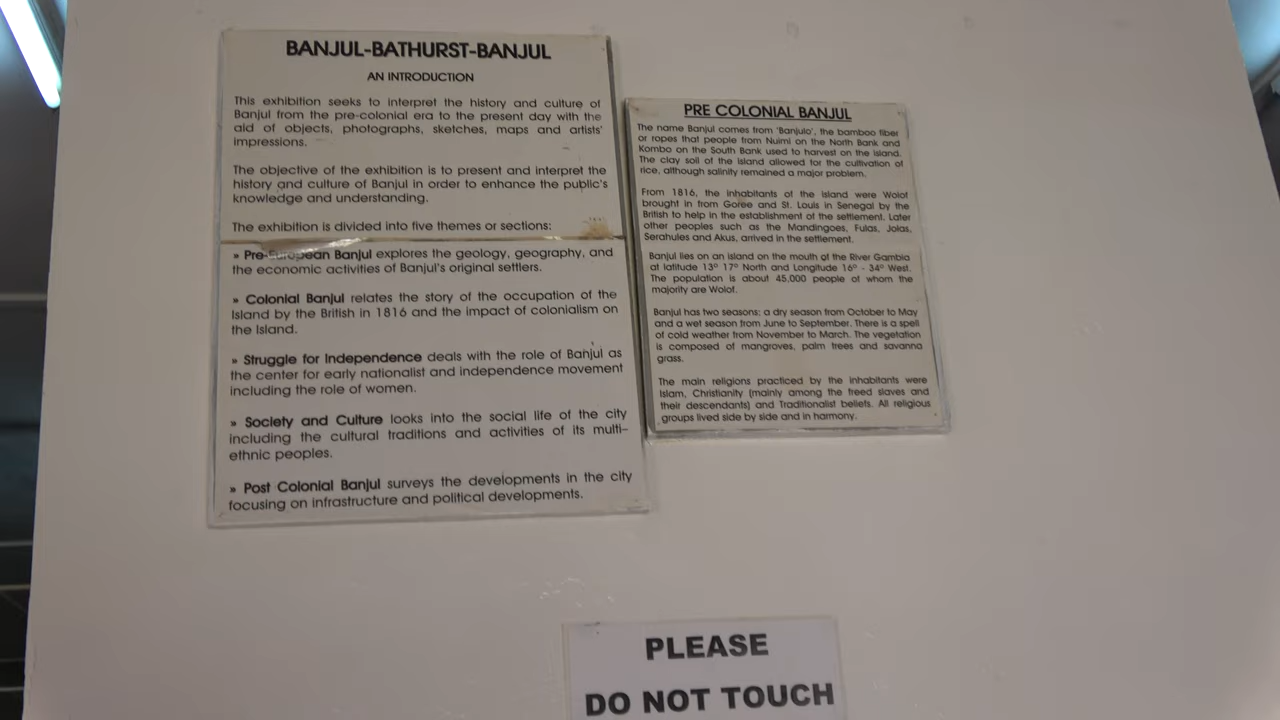 BANJUL-BATHURST-BANJUL
AN INTRODUCTION
This exhibition seeks to interpret the history and culture of
Banjul from the pre-colonial era to the present day with the
aid of objects, photographs, sketches, maps and artists'
impressions.
The objective of the exhibition is to present and interpret the
history and culture of Banjul in order to enhance the public's
knowledge and understanding.
The exhibition is divided into five themes or sections:
» Pre-European Banjul explores the geology, geography, and
the economic activities of Banjul's original settlers.
» Colonial Banjul relates the story of the occupation of the
Island by the British in 1816 and the impact of colonialism on
the Island.
» Struggle for Independence deals with the role of Banjul as
the center for early nationalist and independence movement
including the role of women.
» Society and Culture looks into the social life of the city
including the cultural traditions and activities of its multi-
ethnic peoples.
» Post Colonial Banjul surveys the developments in the city
focusing on infrastructure and political developments.
PRE COLONIAL BANJUL
The name Banjul comes from 'Banjulo', the bamboo fiber
or ropes that people from Nuimi on the North Bank and
Kombo on the South Bank used to harvest on the island.
The clay soil of the island allowed for the cultivation of
rice, although salinity remained a major problem.
From 1816, the inhabitants of the island were Wolof
brought in from Goree and St. Louis in Senegal by the
British to help in the establishment of the settlement. Later
other peoples such as the Mandingoes, Fulas, Jolas,
Serahules and Akus, arrived in the settlement.
Banjul lies on an island on the mouth of the River Gambia
at latitude 13º 17º North and Longitude 16º - 34º West.
The population is about 45,000 people of whom the
majority are Wolof.
Banjul has two seasons: a dry season from October to May
and a wet season from June to September. There is a spell
of cold weather from November to March. The vegetation
is composed of mangroves, palm trees and savanna
grass.
The main religions practiced by the inhabitants were
Islam, Christianity (mainly among the freed slaves and
their descendants) and Traditionalist beliefs. All religious
groups lived side by side and in harmony.
PLEASE
DO NOT TOUCH